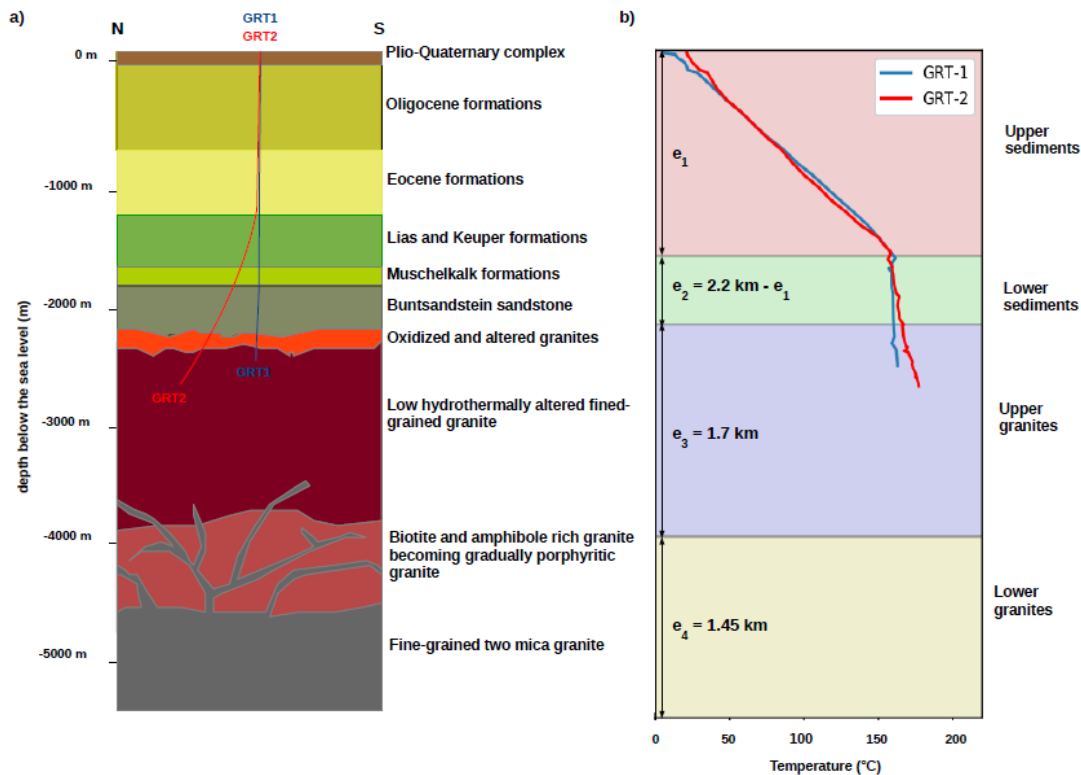 a)
N
GRT1
GRT2
S
0 m
-1000 m
-2000 m
-3000 m
-4000 m
-5000 m
depth below the sea level (m)
Plio-Quaternary complex
Oligocene formations
Eocene formations
Lias and Keuper formations
Muschelkalk formations
Buntsandstein sandstone
Oxidized and altered granites
GRT1
GRT2
Low hydrothermally altered fined-
grained granite
Biotite and amphibole rich granite
becoming gradually porphyritic
granite
Fine-grained two mica granite
b)
GRT-1
GRT-2
e1
e2 = 2.2 km - e1
e3 = 1.7 km
e4 = 1.45 km
Upper
sediments
Lower
sediments
Upper
granites
Lower
granites
0 50 100 150 200
Temperature (°C)